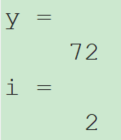 y =
72
i =
2